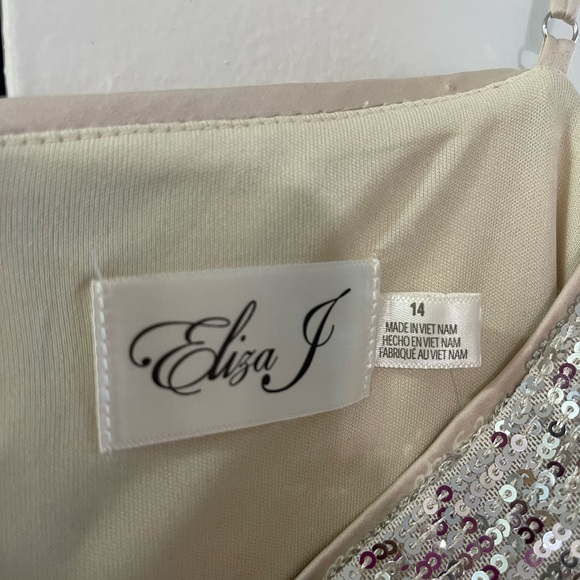 Eliza J
14
MADE IN VIET NAM
HECHO EN VIET NAM
FABRIQUÉ AU VIET NAM